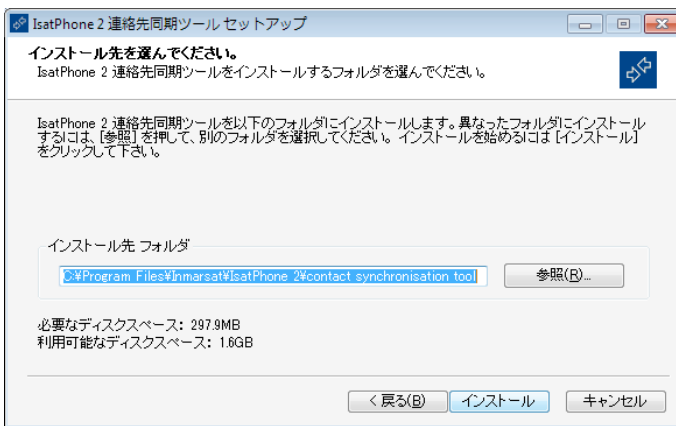 IsatPhone 2 連絡先同期ツール セットアップ
インストール先を選んでください。
IsatPhone 2 連絡先同期ツールをインストールするフォルダを選んでください。
IsatPhone 2 連絡先同期ツールを以下のフォルダにインストールします。異なったフォルダにインストール
するには、[参照] を押して、別のフォルダを選択してください。インストールを始めるには [インストール]
をクリックして下さい。
インストール先 フォルダ
C:¥Program Files¥Inmarsat¥IsatPhone 2¥contact synchronisation tool
参照(R)...
必要なディスクスペース: 297.9MB
利用可能なディスクスペース: 1.6GB
< 戻る(B) インストール キャンセル